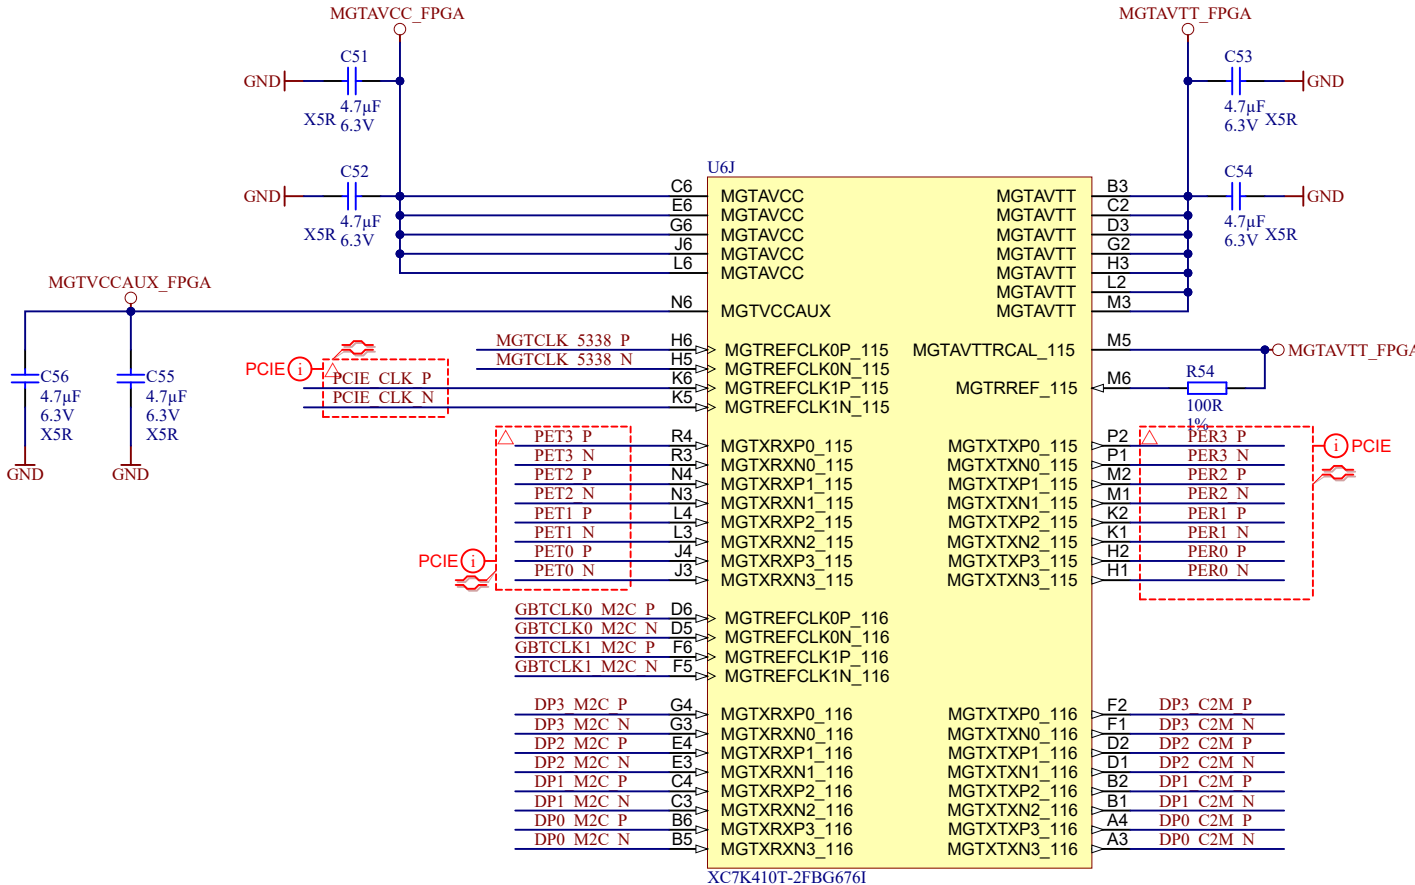 MGTAVCC_FPGA
MGTAVTT_FPGA
C51
GND
4.7µF
X5R
6.3V
C53
GND
4.7µF
6.3V
X5R
C52
GND
4.7µF
X5R
6.3V
C54
GND
4.7µF
6.3V
X5R
U6J
C6 MGTAVCC MGTAVTT B3
E6 MGTAVCC MGTAVTT C2
G6 MGTAVCC MGTAVTT D3
J6 MGTAVCC MGTAVTT G2
L6 MGTAVCC MGTAVTT H3
MGTAVTT L2
MGTVCCAUX_FPGA
N6 MGTVCCAUX MGTAVTT M3
MGTCLK_5338_P H6 MGTREFCLK0P_115 MGTAVTTRCAL_115 M5 MGTAVTT_FPGA
MGTCLK_5338_N H5 MGTREFCLK0N_115
PCIE i
PCIE_CLK_P K6 MGTREFCLK1P_115 MGTRREF_115 M6
PCIE_CLK_N K5 MGTREFCLK1N_115
R54
100R
1%
C56
4.7µF
6.3V
X5R
GND
C55
4.7µF
6.3V
X5R
GND
PET3_P R4 MGTXRXP0_115 MGTXTXP0_115 P2 PER3_P
PET3_N R3 MGTXRXN0_115 MGTXTXN0_115 P1 PER3_N
i PCIE
PET2_P N4 MGTXRXP1_115 MGTXTXP1_115 M2 PER2_P
PET2_N N3 MGTXRXN1_115 MGTXTXN1_115 M1 PER2_N
PET1_P L4 MGTXRXP2_115 MGTXTXP2_115 K2 PER1_P
PET1_N L3 MGTXRXN2_115 MGTXTXN2_115 K1 PER1_N
PCIE i
PET0_P J4 MGTXRXP3_115 MGTXTXP3_115 H2 PER0_P
PET0_N J3 MGTXRXN3_115 MGTXTXN3_115 H1 PER0_N
GBTCLK0_M2C_P D6 MGTREFCLK0P_116
GBTCLK0_M2C_N D5 MGTREFCLK0N_116
GBTCLK1_M2C_P F6 MGTREFCLK1P_116
GBTCLK1_M2C_N F5 MGTREFCLK1N_116
DP3_M2C_P G4 MGTXRXP0_116 MGTXTXP0_116 F2 DP3_C2M_P
DP3_M2C_N G3 MGTXRXN0_116 MGTXTXN0_116 F1 DP3_C2M_N
DP2_M2C_P E4 MGTXRXP1_116 MGTXTXP1_116 D2 DP2_C2M_P
DP2_M2C_N E3 MGTXRXN1_116 MGTXTXN1_116 D1 DP2_C2M_N
DP1_M2C_P C4 MGTXRXP2_116 MGTXTXP2_116 B2 DP1_C2M_P
DP1_M2C_N C3 MGTXRXN2_116 MGTXTXN2_116 B1 DP1_C2M_N
DP0_M2C_P B6 MGTXRXP3_116 MGTXTXP3_116 A4 DP0_C2M_P
DP0_M2C_N B5 MGTXRXN3_116 MGTXTXN3_116 A3 DP0_C2M_N
XC7K410T-2FBG676I